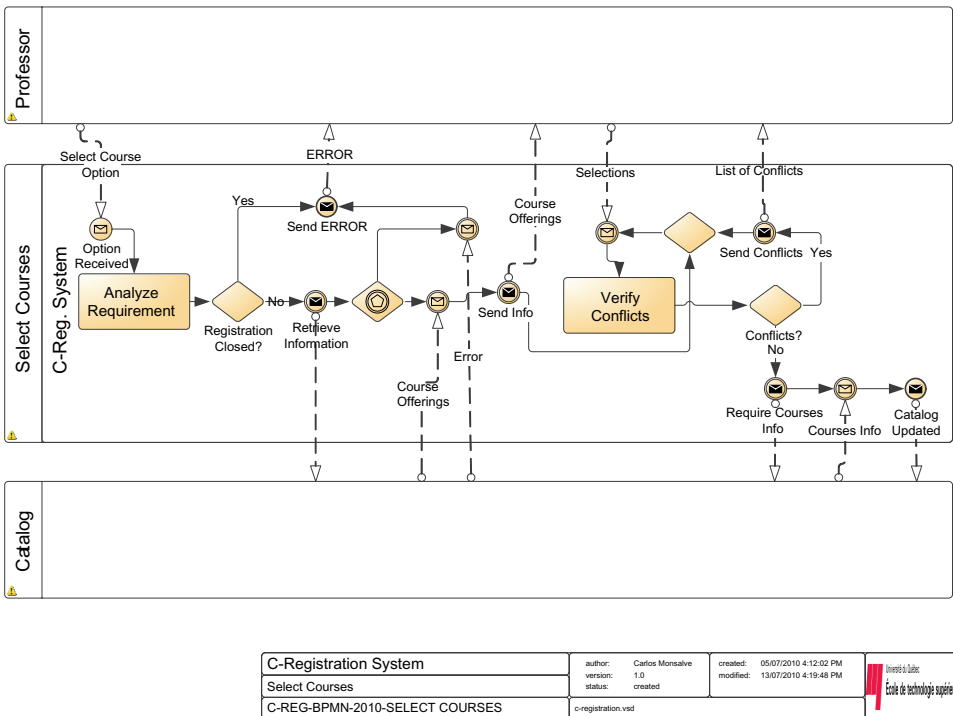 Professor
Select Course
Option
ERROR
Selections
List of Conflicts
Select Courses
C-Reg. System
Yes
Send ERROR
Course
Offerings
Option
Received
Send Conflicts
Yes
Analyze
Requirement
No
Registration
Closed?
Retrieve
Information
Send Info
Verify
Conflicts
Conflicts?
No
Error
Course
Offerings
Require Courses
Info
Courses Info
Catalog
Updated
Catalog
C-Registration System
Select Courses
C-REG-BPMN-2010-SELECT COURSES
author: Carlos Monsalve
version: 1.0
status: created
created: 05/07/2010 4:12:02 PM
modified: 13/07/2010 4:19:48 PM
c-registration.vsd
Université du Québec
École de technologie supérieure